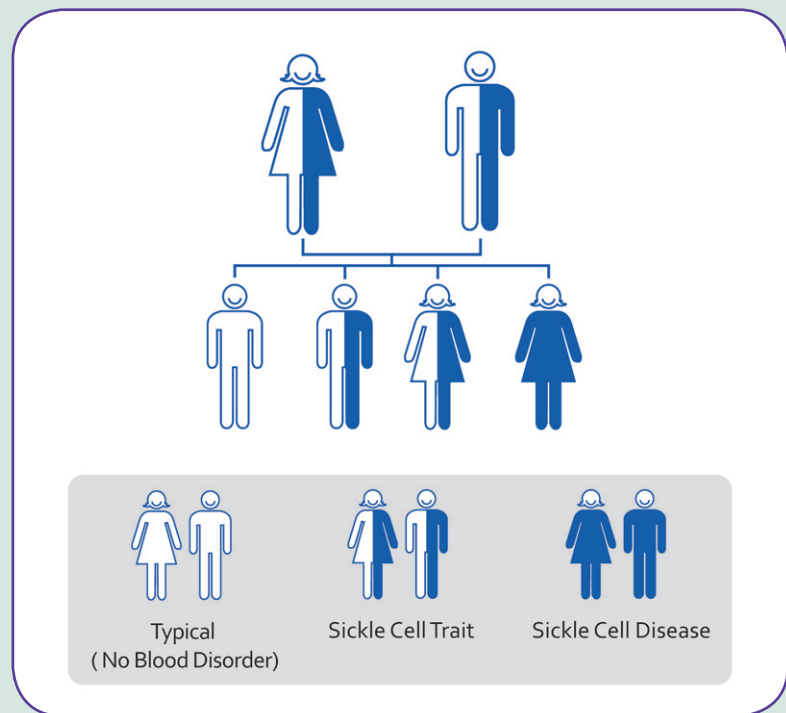 Typical
( No Blood Disorder)
Sickle Cell Trait
Sickle Cell Disease